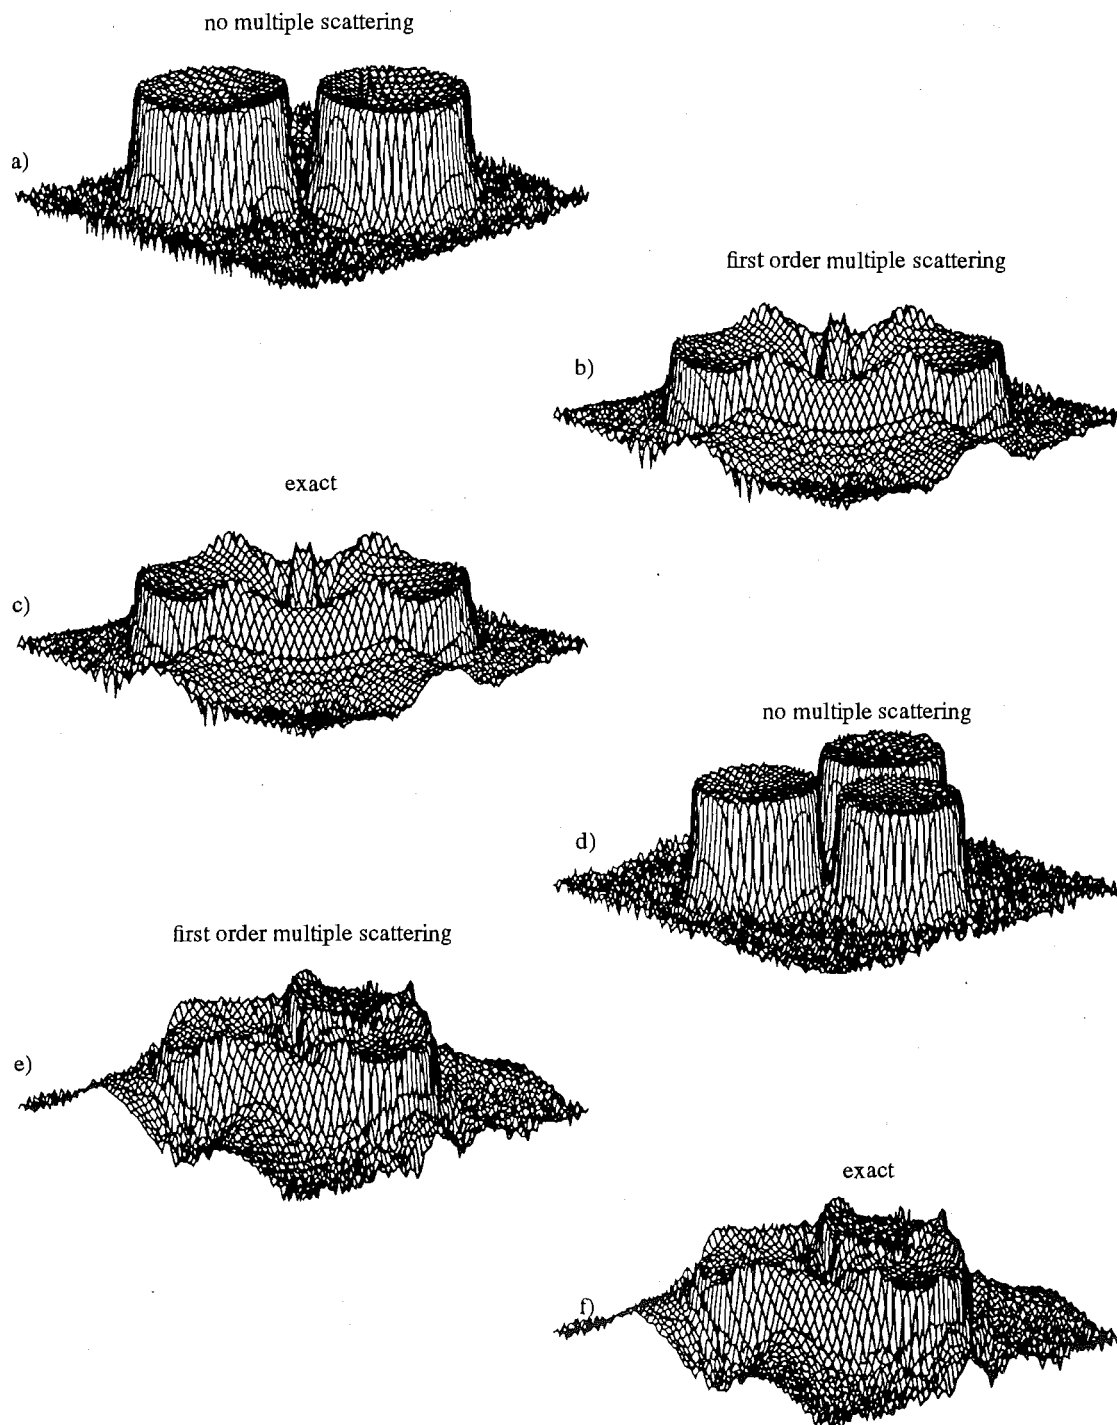 no multiple scattering
a)
first order multiple scattering
b)
exact
c)
no multiple scattering
d)
first order multiple scattering
e)
exact
f)